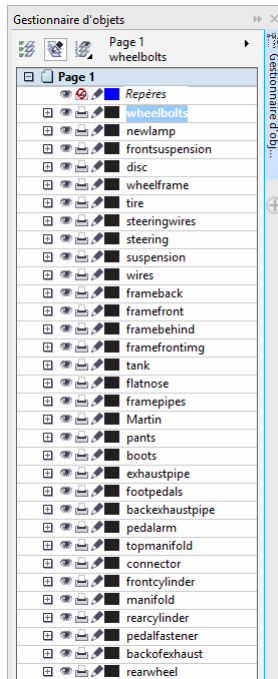 Gestionnaire d'objets
Page 1
wheelbolts
Page 1
Repères
wheelbolts
newlamp
frontsuspension
disc
wheelframe
tire
steeringwires
steering
suspension
wires
frameback
framefront
framebehind
framefrontimg
tank
flatnose
framepipes
Martin
pants
boots
exhaustpipe
footpedals
backexhaustpipe
pedalarm
topmanifold
connector
frontcylinder
manifold
rearcylinder
pedalfastener
backofexhaust
rearwheel
Gestionnaire d'obj...